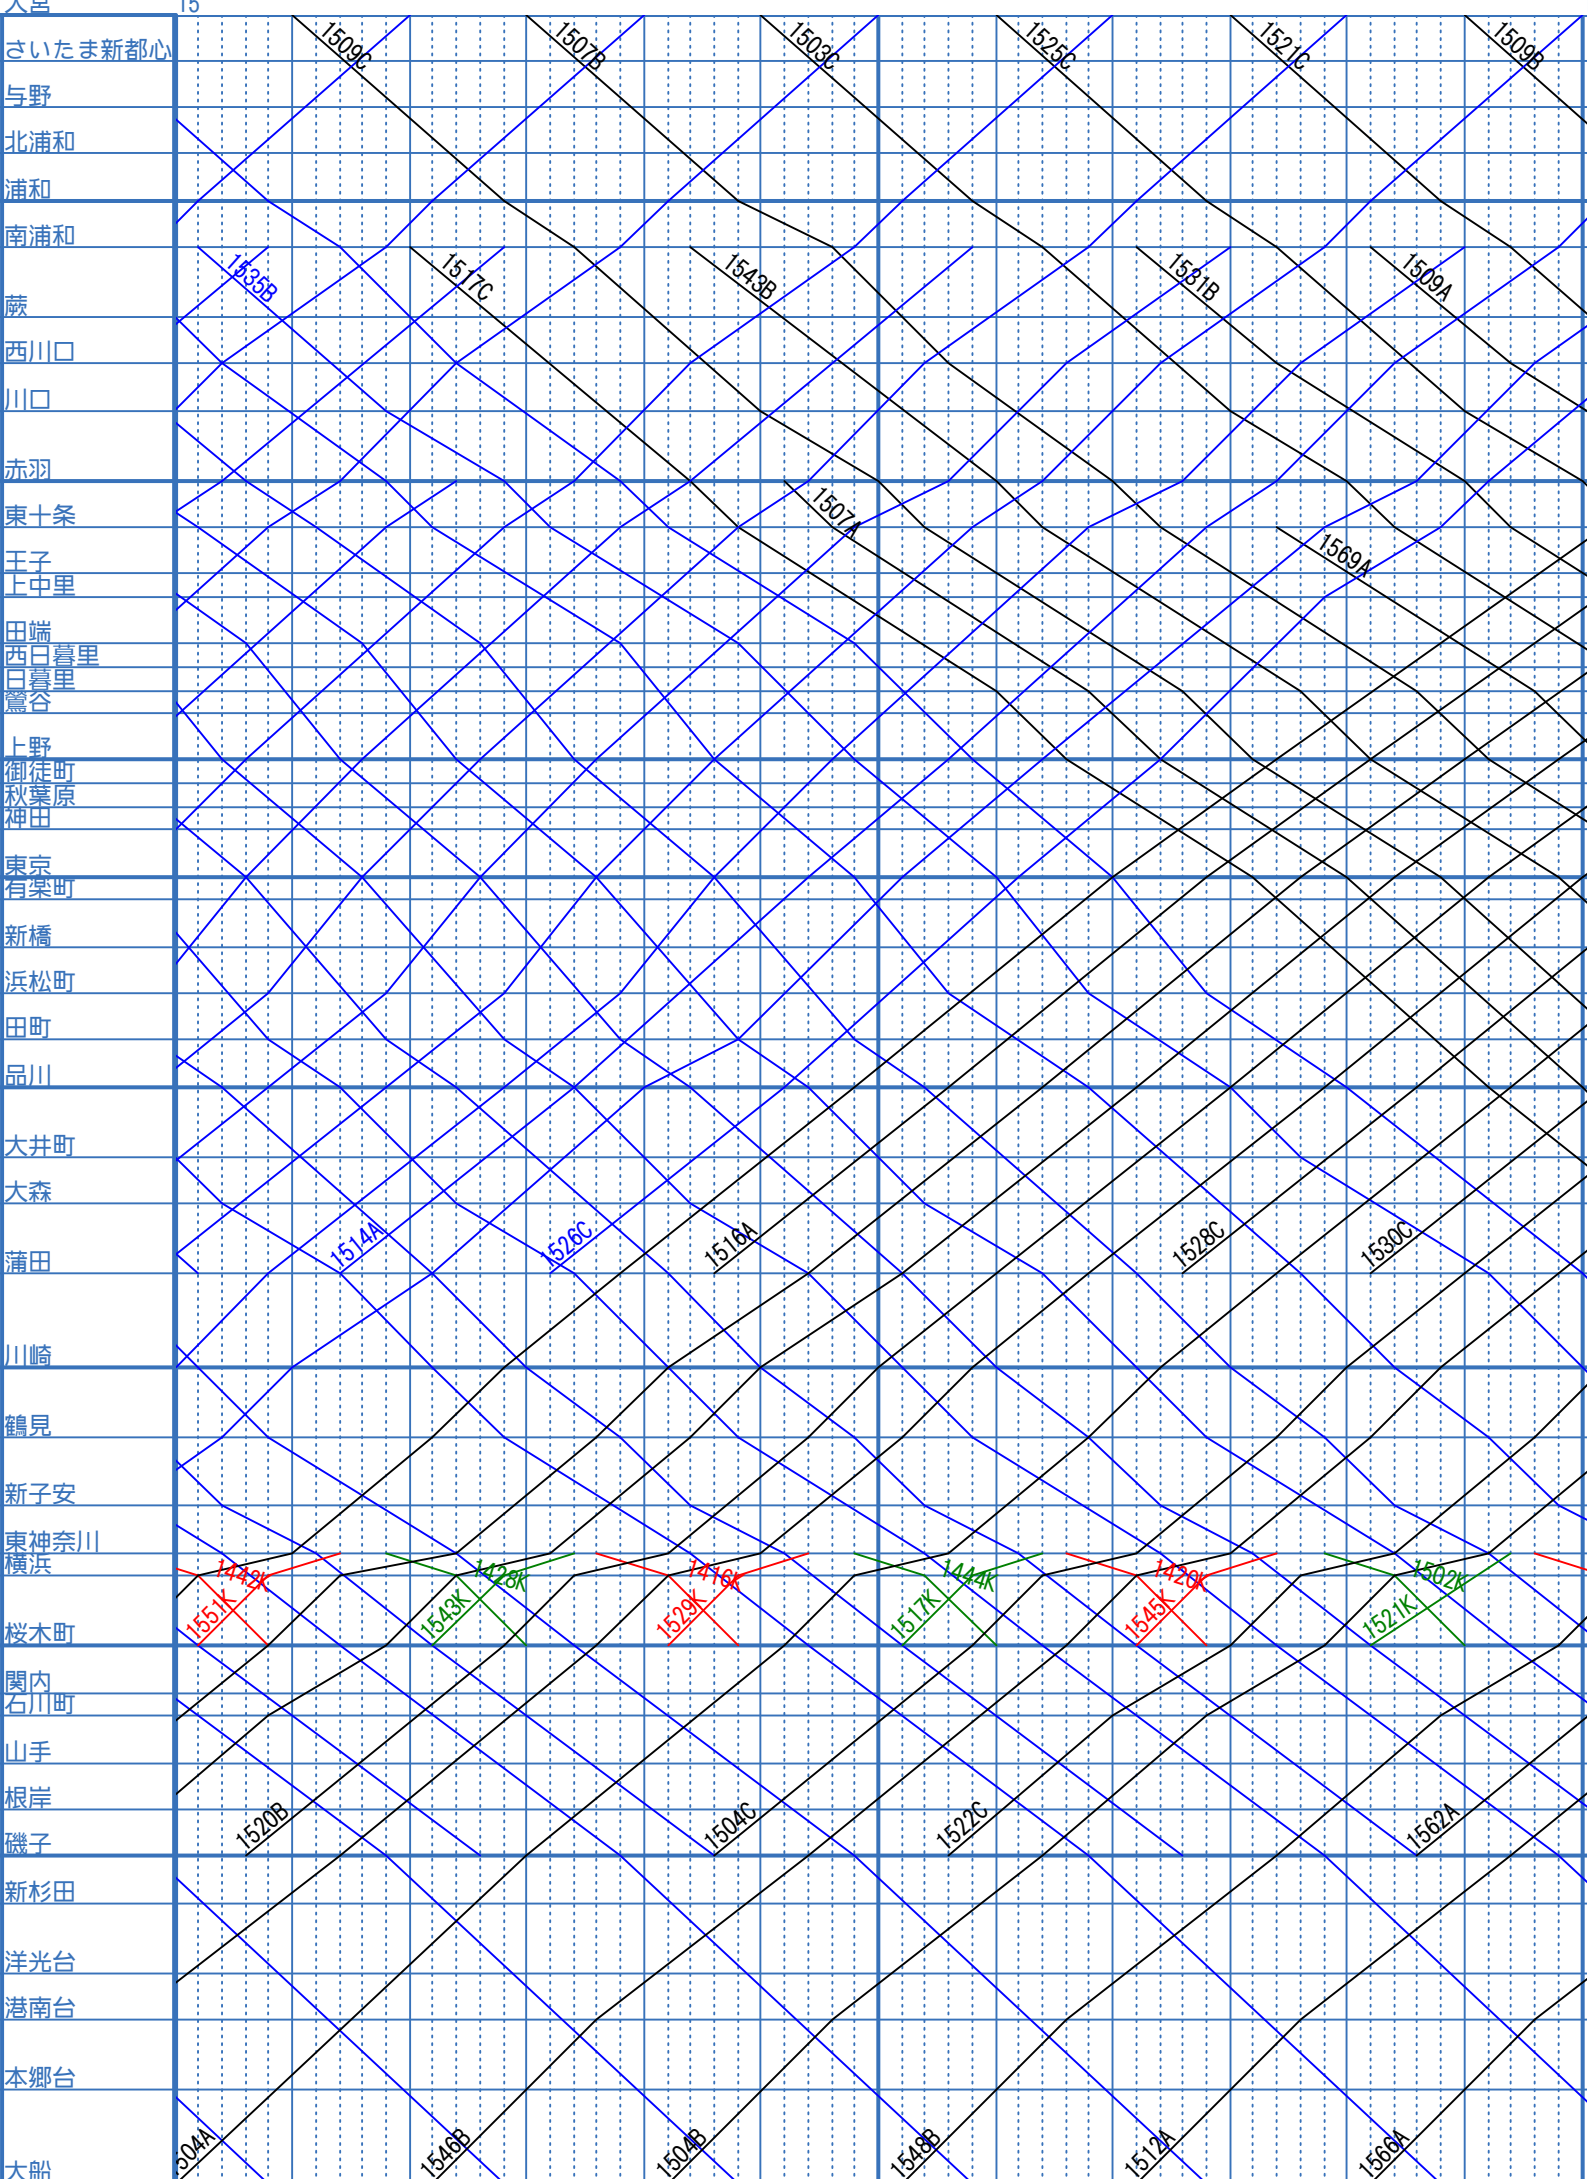 大宮 15
さいたま新都心 1509C 1507B 1503C 1525C 1521C 1509B
与野
北浦和
浦和
南浦和
1535B 1517C 1543B 1531B 1509A
蕨
西川口
川口
赤羽
1507A
東十条
王子 1569A
上中里
田端
西日暮里
日暮里
鶯谷
上野
御徒町
秋葉原
神田
東京
有楽町
新橋
浜松町
田町
品川
大井町
大森
蒲田 1514A 1526C 1516A 1528C 1530C
川崎
鶴見
新子安
東神奈川
横浜 1442K 1428K 1416K 1444K 1420K 1502K
1551K 1543K 1529K 1517K 1545K 1521K
桜木町
関内
石川町
山手
根岸
1520B 1504C 1522C 1562A
磯子
新杉田
洋光台
港南台
本郷台
1504A 1546B 1504B 1548B 1512A 1566A
大船